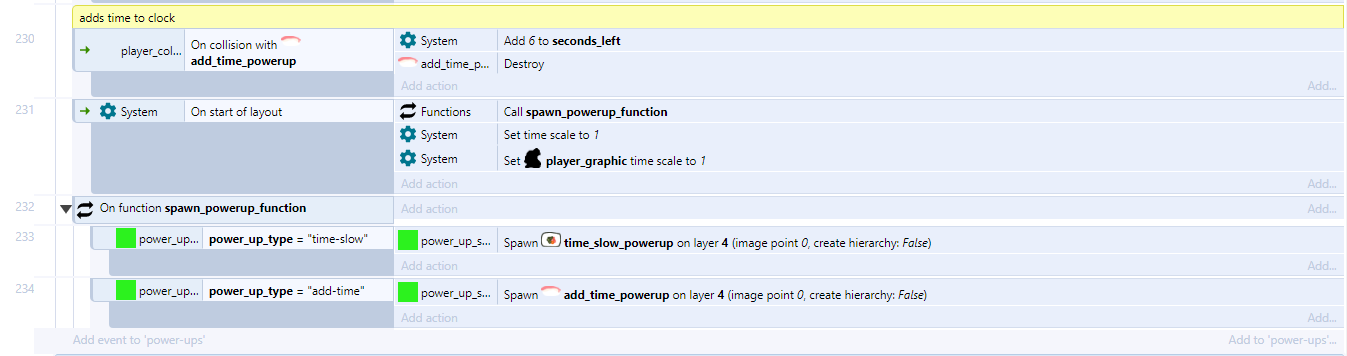 adds time to clock
230
player_col...
On collision with
add_time_powerup
System
Add 6 to seconds_left
add_time_p...
Destroy
Add action
Add...
231
System
On start of layout
Functions
Call spawn_powerup_function
System
Set time scale to 1
System
Set player_graphic time scale to 1
Add action
Add...
232
On function spawn_powerup_function
Add action
Add...
233
power_up...
power_up_type = "time-slow"
power_up_s...
Spawn time_slow_powerup on layer 4 (image point 0, create hierarchy: False)
Add action
Add...
234
power_up...
power_up_type = "add-time"
power_up_s...
Spawn add_time_powerup on layer 4 (image point 0, create hierarchy: False)
Add action
Add...
Add event to 'power-ups'
Add to 'power-ups'...